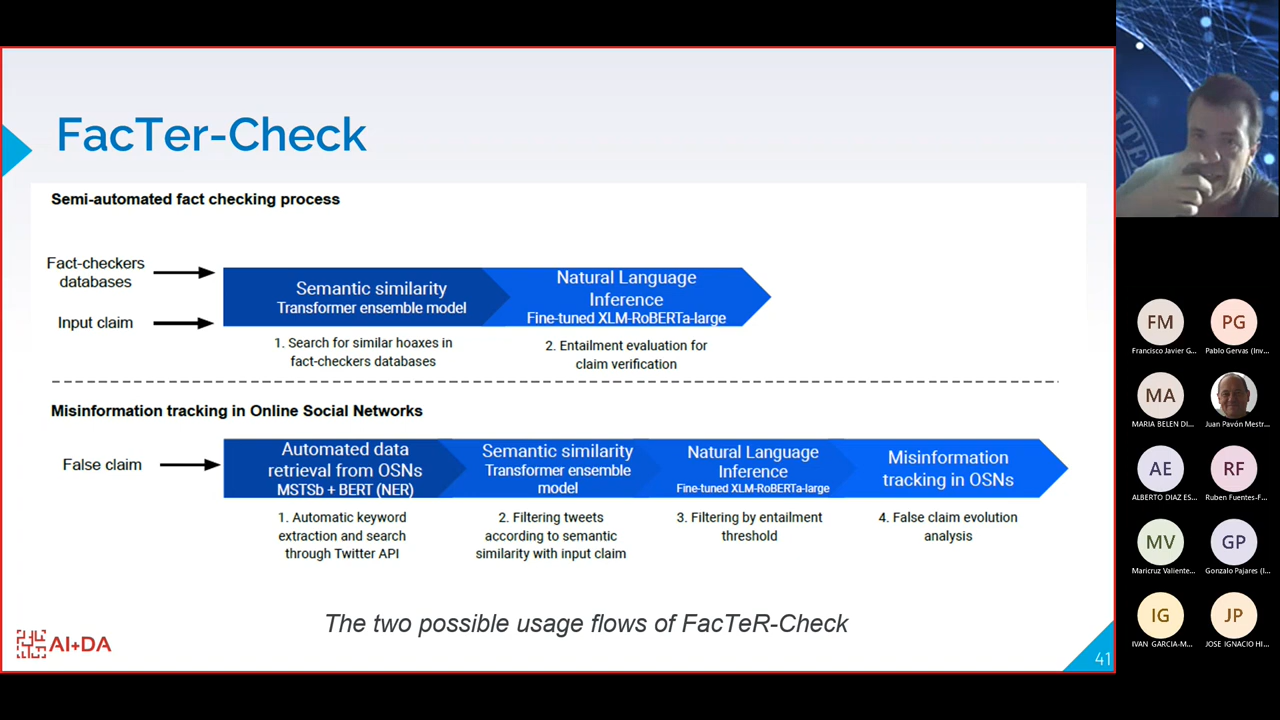 FacTer-Check
Semi-automated fact checking process
Fact-checkers
databases
Input claim
Semantic similarity
Transformer ensemble model
Natural Language
Inference
Fine-tuned XLM-RoBERTa-large
1. Search for similar hoaxes in
fact-checkers databases
2. Entailment evaluation for
claim verification
Misinformation tracking in Online Social Networks
False claim
Automated data
retrieval from OSNs
MSTSb + BERT (NER)
Semantic similarity
Transformer ensemble
model
Natural Language
Inference
Fine-tuned XLM-RoBERTa-large
Misinformation
tracking in OSNs
1. Automatic keyword
extraction and search
through Twitter API
2. Filtering tweets
according to semantic
similarity with input claim
3. Filtering by entailment
threshold
4. False claim evolution
analysis
The two possible usage flows of FacTeR-Check
AI+DA
41
FM
Francisco Javier G...
PG
Pablo Gervas (Inv...
MA
MARIA BELEN DI...
Juan Pavón Mestr...
AE
ALBERTO DIAZ ES...
RF
Ruben Fuentes-F...
MV
Maricruz Valiente...
GP
Gonzalo Pajares (I...
IG
IVAN GARCIA-M...
JP
JOSE IGNACIO HI...